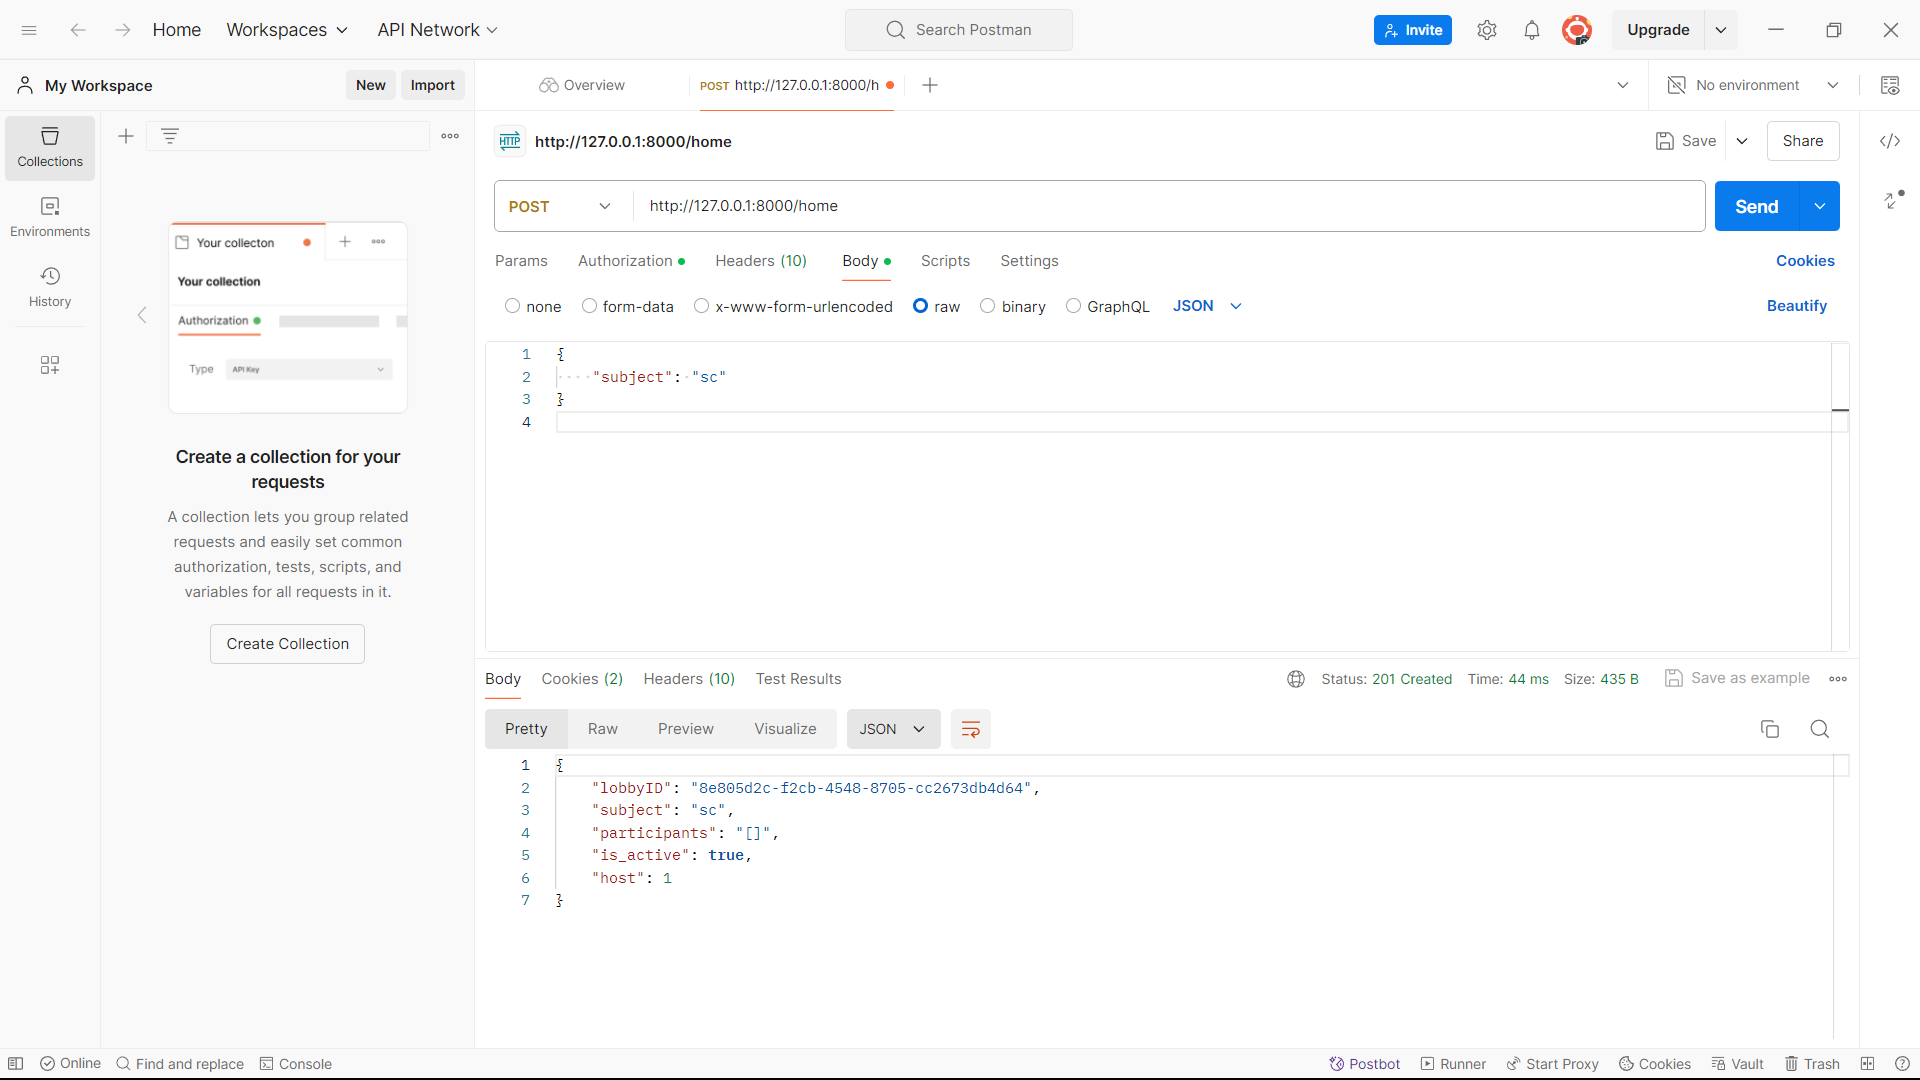 Home Workspaces API Network Search Postman Invite Upgrade
My Workspace New Import Overview POST http://127.0.0.1:8000/h No environment
Collections
Environments
History
Your collecton
Your collection
Authorization
Type API Key
Create a collection for your
requests
A collection lets you group related
requests and easily set common
authorization, tests, scripts, and
variables for all requests in it.
Create Collection
HTTP http://127.0.0.1:8000/home Save Share
POST http://127.0.0.1:8000/home Send
Params Authorization Headers (10) Body Scripts Settings Cookies
none form-data x-www-form-urlencoded raw binary GraphQL JSON Beautify
1 {
2 "subject": "sc"
3 }
4
Body Cookies (2) Headers (10) Test Results Status: 201 Created Time: 44 ms Size: 435 B Save as example
Pretty Raw Preview Visualize JSON
1 {
2 "lobbyID": "8e805d2c-f2cb-4548-8705-cc2673db4d64",
3 "subject": "sc",
4 "participants": "[]",
5 "is_active": true,
6 "host": 1
7 }
Online Find and replace Console Postbot Runner Start Proxy Cookies Vault Trash